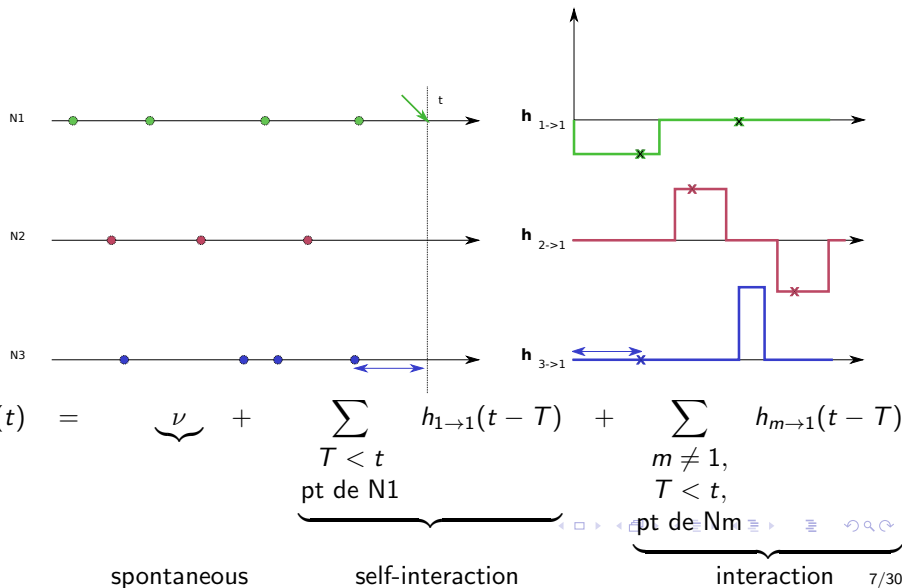 t
N1
h 1->1
N2
h 2->1
N3
h 3->1
(t) = ν + ∑ h1→1(t − T) + ∑ hm→1(t − T)
T < t
pt de N1
m ≠ 1,
T < t,
pt de Nm
spontaneous self-interaction interaction
7/30